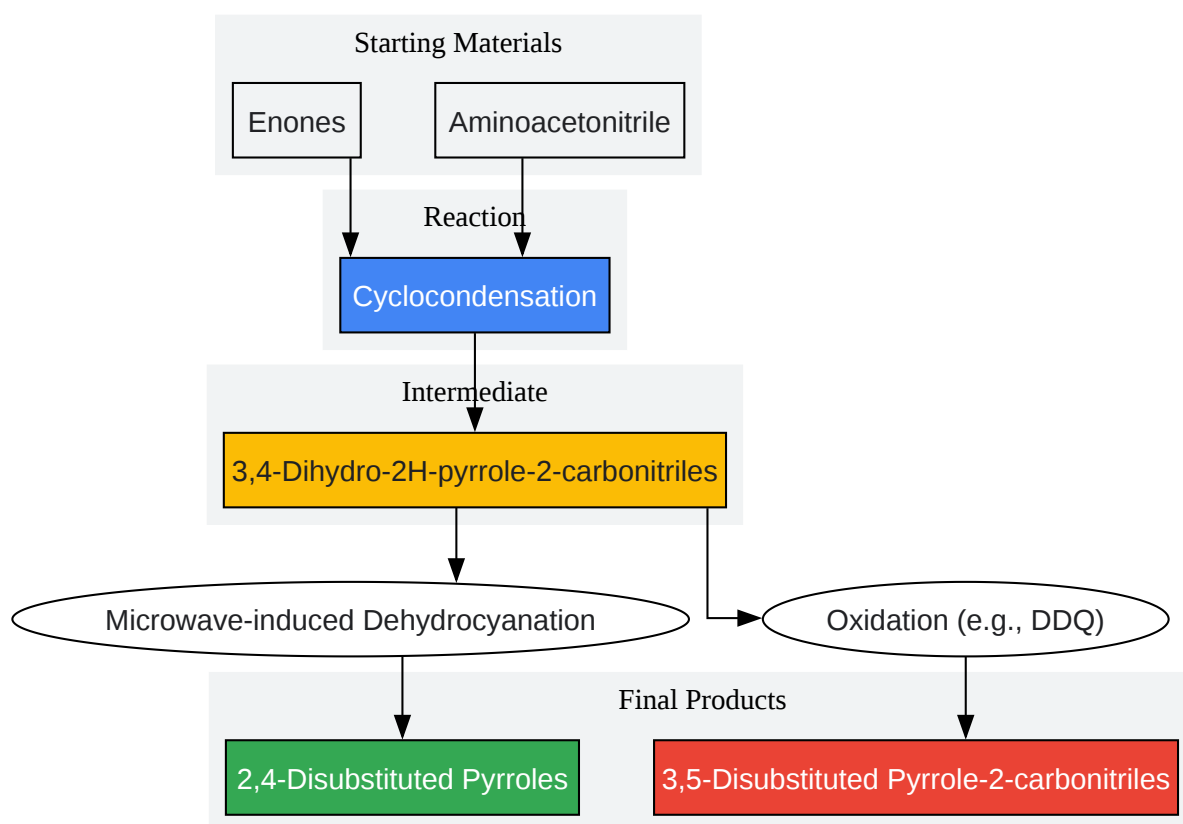 Starting Materials
Enones
Aminoacetonitrile
Reaction
Cyclocondensation
Intermediate
3,4-Dihydro-2H-pyrrole-2-carbonitriles
Microwave-induced Dehydrocyanation
Oxidation (e.g., DDQ)
Final Products
2,4-Disubstituted Pyrroles
3,5-Disubstituted Pyrrole-2-carbonitriles